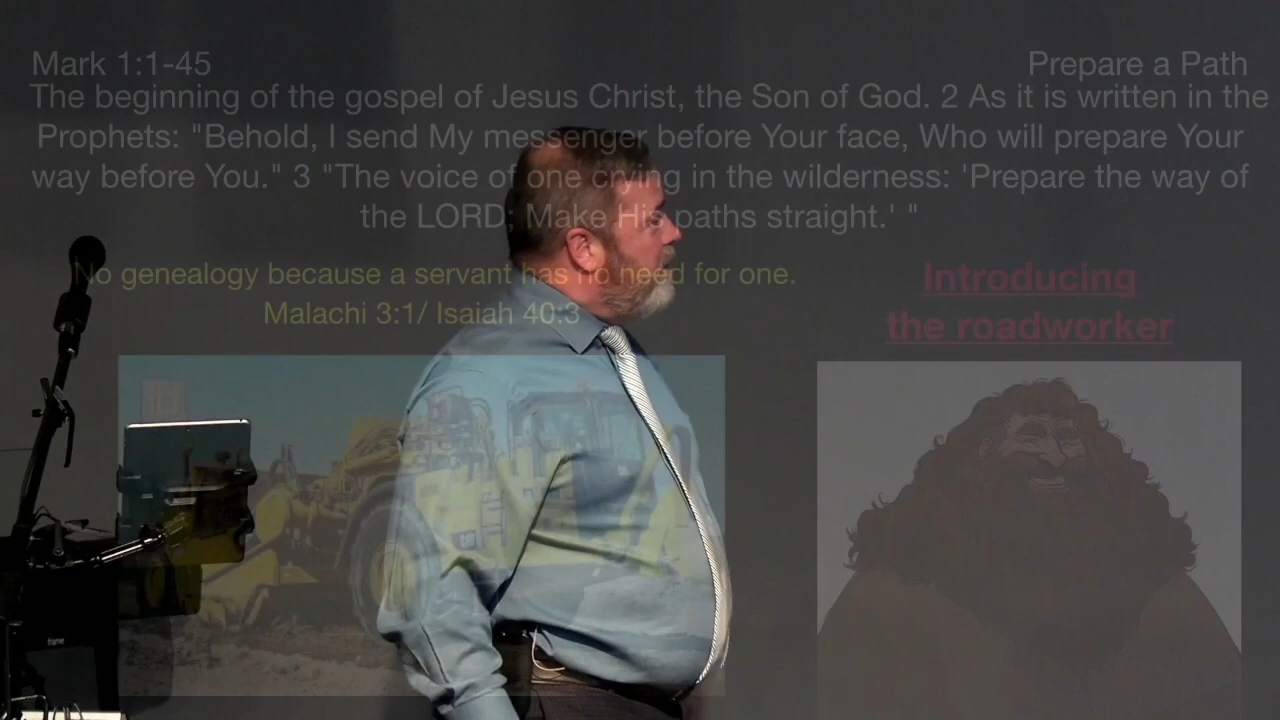 Mark 1:1-45
Prepare a Path
The beginning of the gospel of Jesus Christ, the Son of God. 2 As it is written in the
Prophets: "Behold, I send My messenger before Your face, Who will prepare Your
way before You." 3 "The voice of one crying in the wilderness: 'Prepare the way of
the LORD; Make His paths straight.' "
No genealogy because a servant has no need for one.
Malachi 3:1/ Isaiah 40:3
Introducing
the roadworker
frame